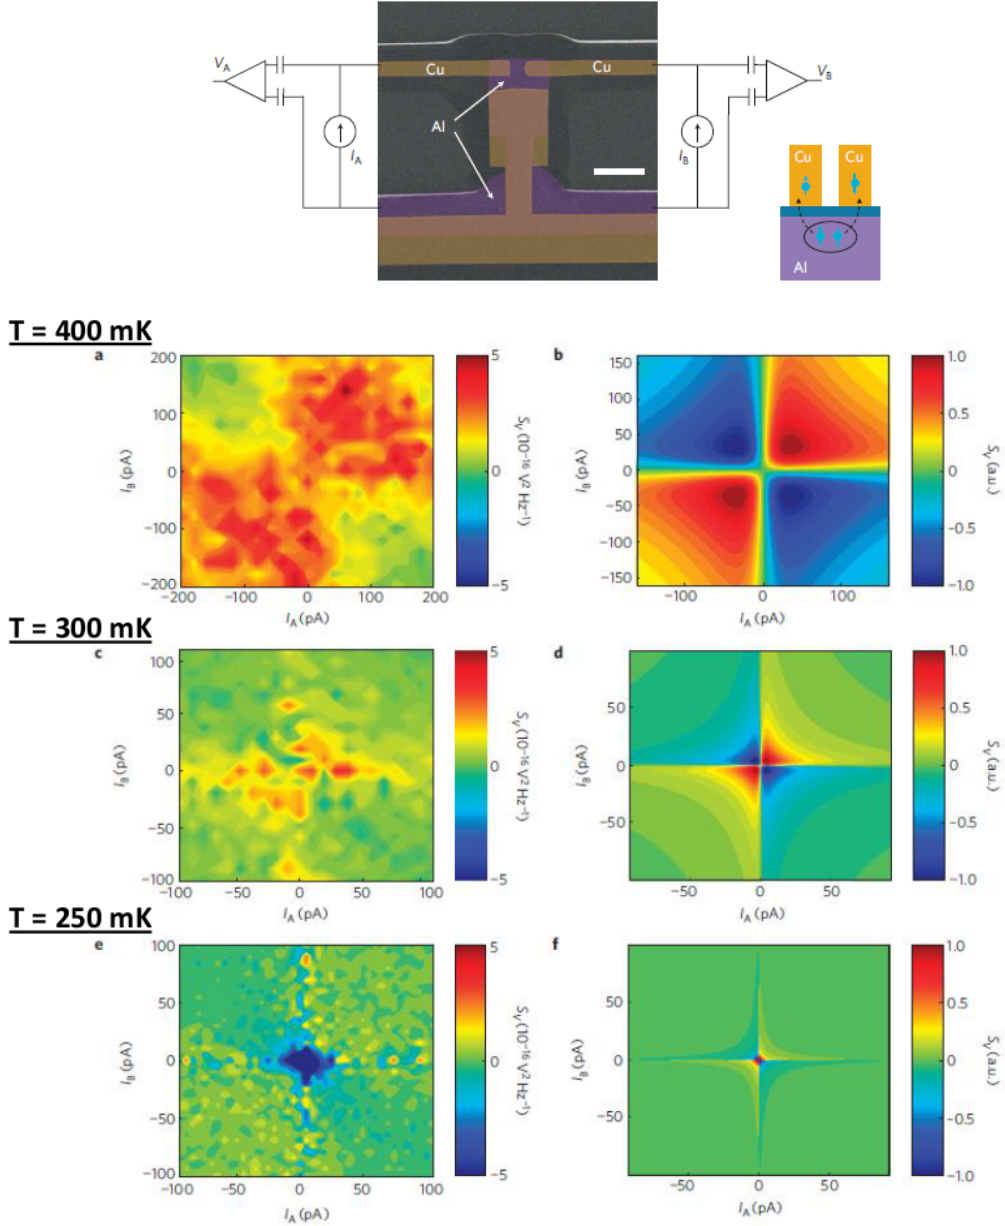 V_A
Cu
Cu
V_B
Al
I_A
I_B
Cu
Cu
Al
T = 400 mK
a
200
100
0
−100
−200
−200
−100
0
100
200
I_B (pA)
I_A (pA)
5
0
−5
S_V (10⁻¹⁶ V² Hz⁻¹)
b
150
100
50
0
−50
−100
−150
−100
0
100
I_B (pA)
I_A (pA)
1.0
0.5
0
−0.5
−1.0
S_V (a.u.)
T = 300 mK
c
100
50
0
−50
−100
−100
−50
0
50
100
I_B (pA)
I_A (pA)
5
0
−5
S_V (10⁻¹⁶ V² Hz⁻¹)
d
50
0
−50
−50
0
50
I_B (pA)
I_A (pA)
1.0
0.5
0
−0.5
−1.0
S_V (a.u.)
T = 250 mK
e
100
50
0
−50
−100
−100
−50
0
50
100
I_B (pA)
I_A (pA)
5
0
−5
S_V (10⁻¹⁶ V² Hz⁻¹)
f
50
0
−50
−50
0
50
I_B (pA)
I_A (pA)
1.0
0.5
0
−0.5
−1.0
S_V (a.u.)